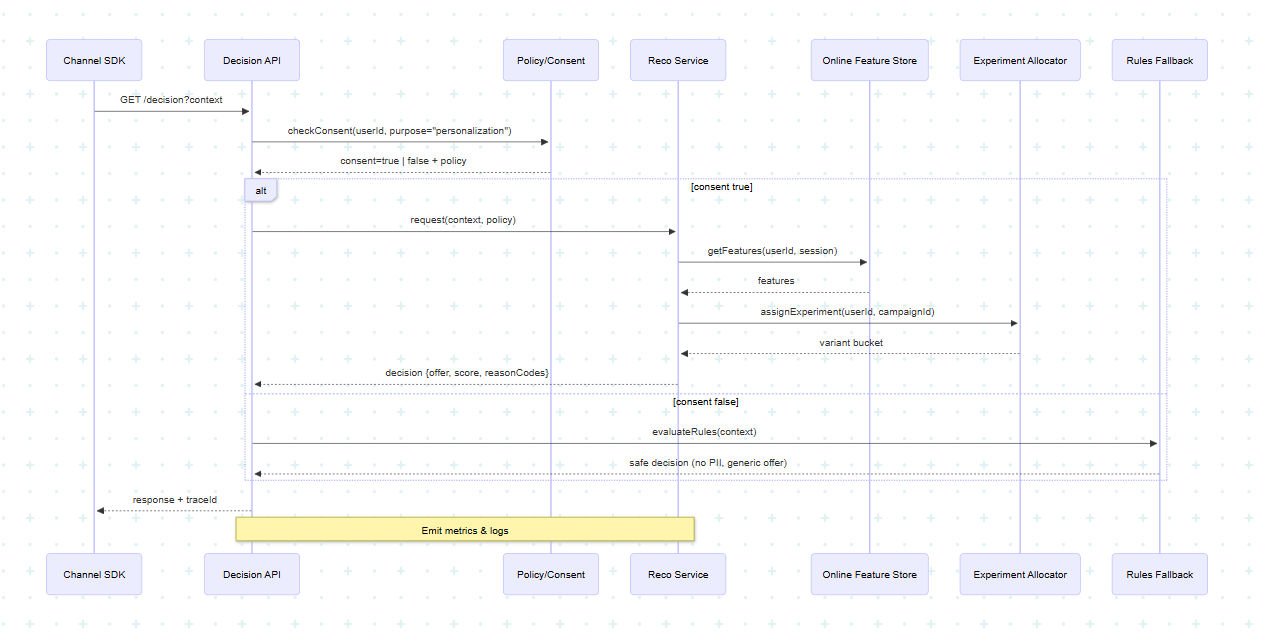 Channel SDK
Decision API
Policy/Consent
Reco Service
Online Feature Store
Experiment Allocator
Rules Fallback
GET /decision?context
checkConsent(userId, purpose="personalization")
consent=true | false + policy
alt
[consent true]
request(context, policy)
getFeatures(userId, session)
features
assignExperiment(userId, campaignId)
variant bucket
decision {offer, score, reasonCodes}
[consent false]
evaluateRules(context)
safe decision (no PII, generic offer)
response + traceId
Emit metrics & logs
Channel SDK
Decision API
Policy/Consent
Reco Service
Online Feature Store
Experiment Allocator
Rules Fallback